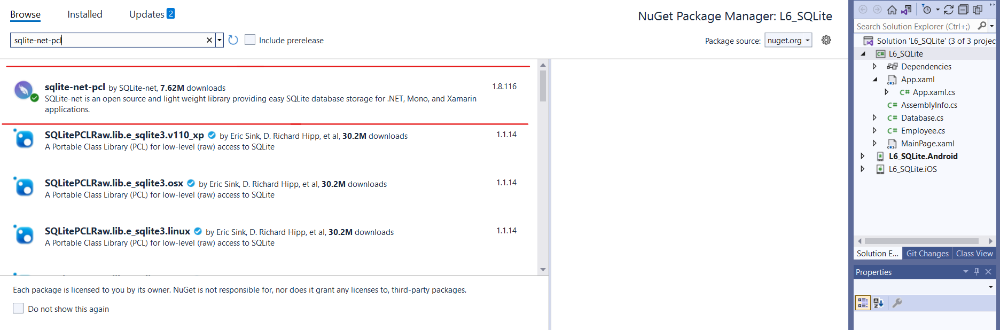 Browse Installed Updates 2
NuGet Package Manager: L6_SQLite
sqlite-net-pcl
Include prerelease
Package source: nuget.org
sqlite-net-pcl by SQLite-net, 7.62M downloads 1.8.116
SQLite-net is an open source and light weight library providing easy SQLite database storage for .NET, Mono, and Xamarin
applications.
SQLitePCLRaw.lib.e_sqlite3.v110_xp by Eric Sink, D. Richard Hipp, et al, 30.2M downloads 1.1.14
A Portable Class Library (PCL) for low-level (raw) access to SQLite
SQLitePCLRaw.lib.e_sqlite3.osx by Eric Sink, D. Richard Hipp, et al, 30.2M downloads 1.1.14
A Portable Class Library (PCL) for low-level (raw) access to SQLite
SQLitePCLRaw.lib.e_sqlite3.linux by Eric Sink, D. Richard Hipp, et al, 30.2M downloads 1.1.14
A Portable Class Library (PCL) for low-level (raw) access to SQLite
Each package is licensed to you by its owner. NuGet is not responsible for, nor does it grant any licenses to, third-party packages.
Do not show this again
Search Solution Explorer (Ctrl+;)
Solution 'L6_SQLite' (3 of 3 projec
C# L6_SQLite
Dependencies
App.xaml
C# App.xaml.cs
C# AssemblyInfo.cs
C# Database.cs
C# Employee.cs
MainPage.xaml
L6_SQLite.Android
L6_SQLite.iOS
Solution E... Git Changes Class View
Properties